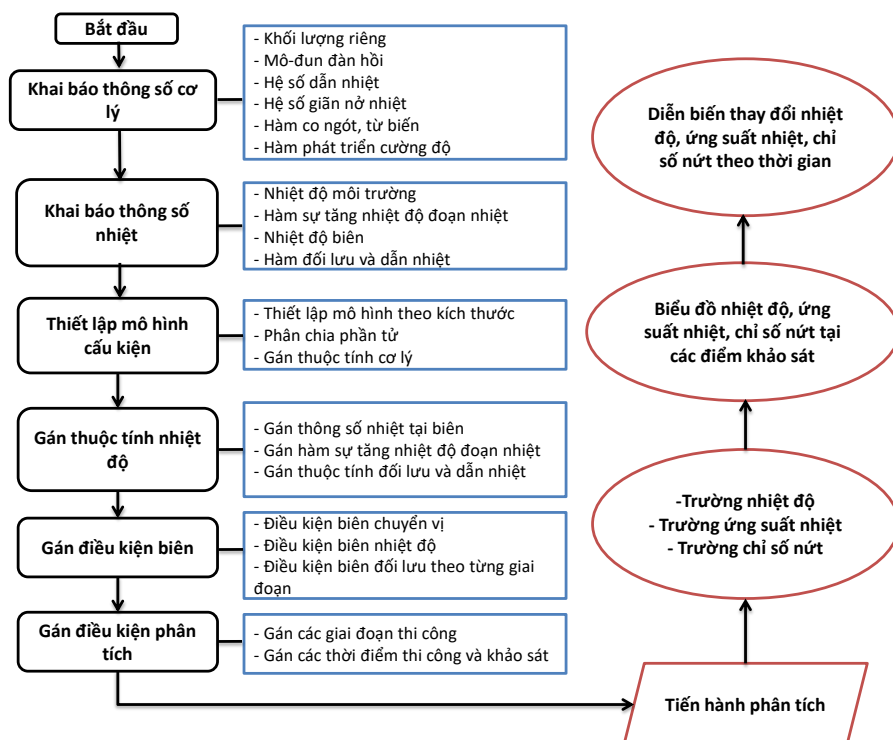 Bắt đầu
Khai báo thông số cơ
lý
- Khối lượng riêng
- Mô-đun đàn hồi
- Hệ số dẫn nhiệt
- Hệ số giãn nở nhiệt
- Hàm co ngót, từ biến
- Hàm phát triển cường độ
Khai báo thông số
nhiệt
- Nhiệt độ môi trường
- Hàm sự tăng nhiệt độ đoạn nhiệt
- Nhiệt độ biên
- Hàm đối lưu và dẫn nhiệt
Thiết lập mô hình
cấu kiện
- Thiết lập mô hình theo kích thước
- Phân chia phần tử
- Gán thuộc tính cơ lý
Gán thuộc tính nhiệt
độ
- Gán thông số nhiệt tại biên
- Gán hàm sự tăng nhiệt độ đoạn nhiệt
- Gán thuộc tính đối lưu và dẫn nhiệt
Gán điều kiện biên
- Điều kiện biên chuyển vị
- Điều kiện biên nhiệt độ
- Điều kiện biên đối lưu theo từng giai
đoạn
Gán điều kiện phân
tích
- Gán các giai đoạn thi công
- Gán các thời điểm thi công và khảo sát
Tiến hành phân tích
-Trường nhiệt độ
- Trường ứng suất nhiệt
- Trường chỉ số nứt
Biểu đồ nhiệt độ, ứng
suất nhiệt, chỉ số nứt tại
các điểm khảo sát
Diễn biến thay đổi nhiệt
độ, ứng suất nhiệt, chỉ
số nứt theo thời gian